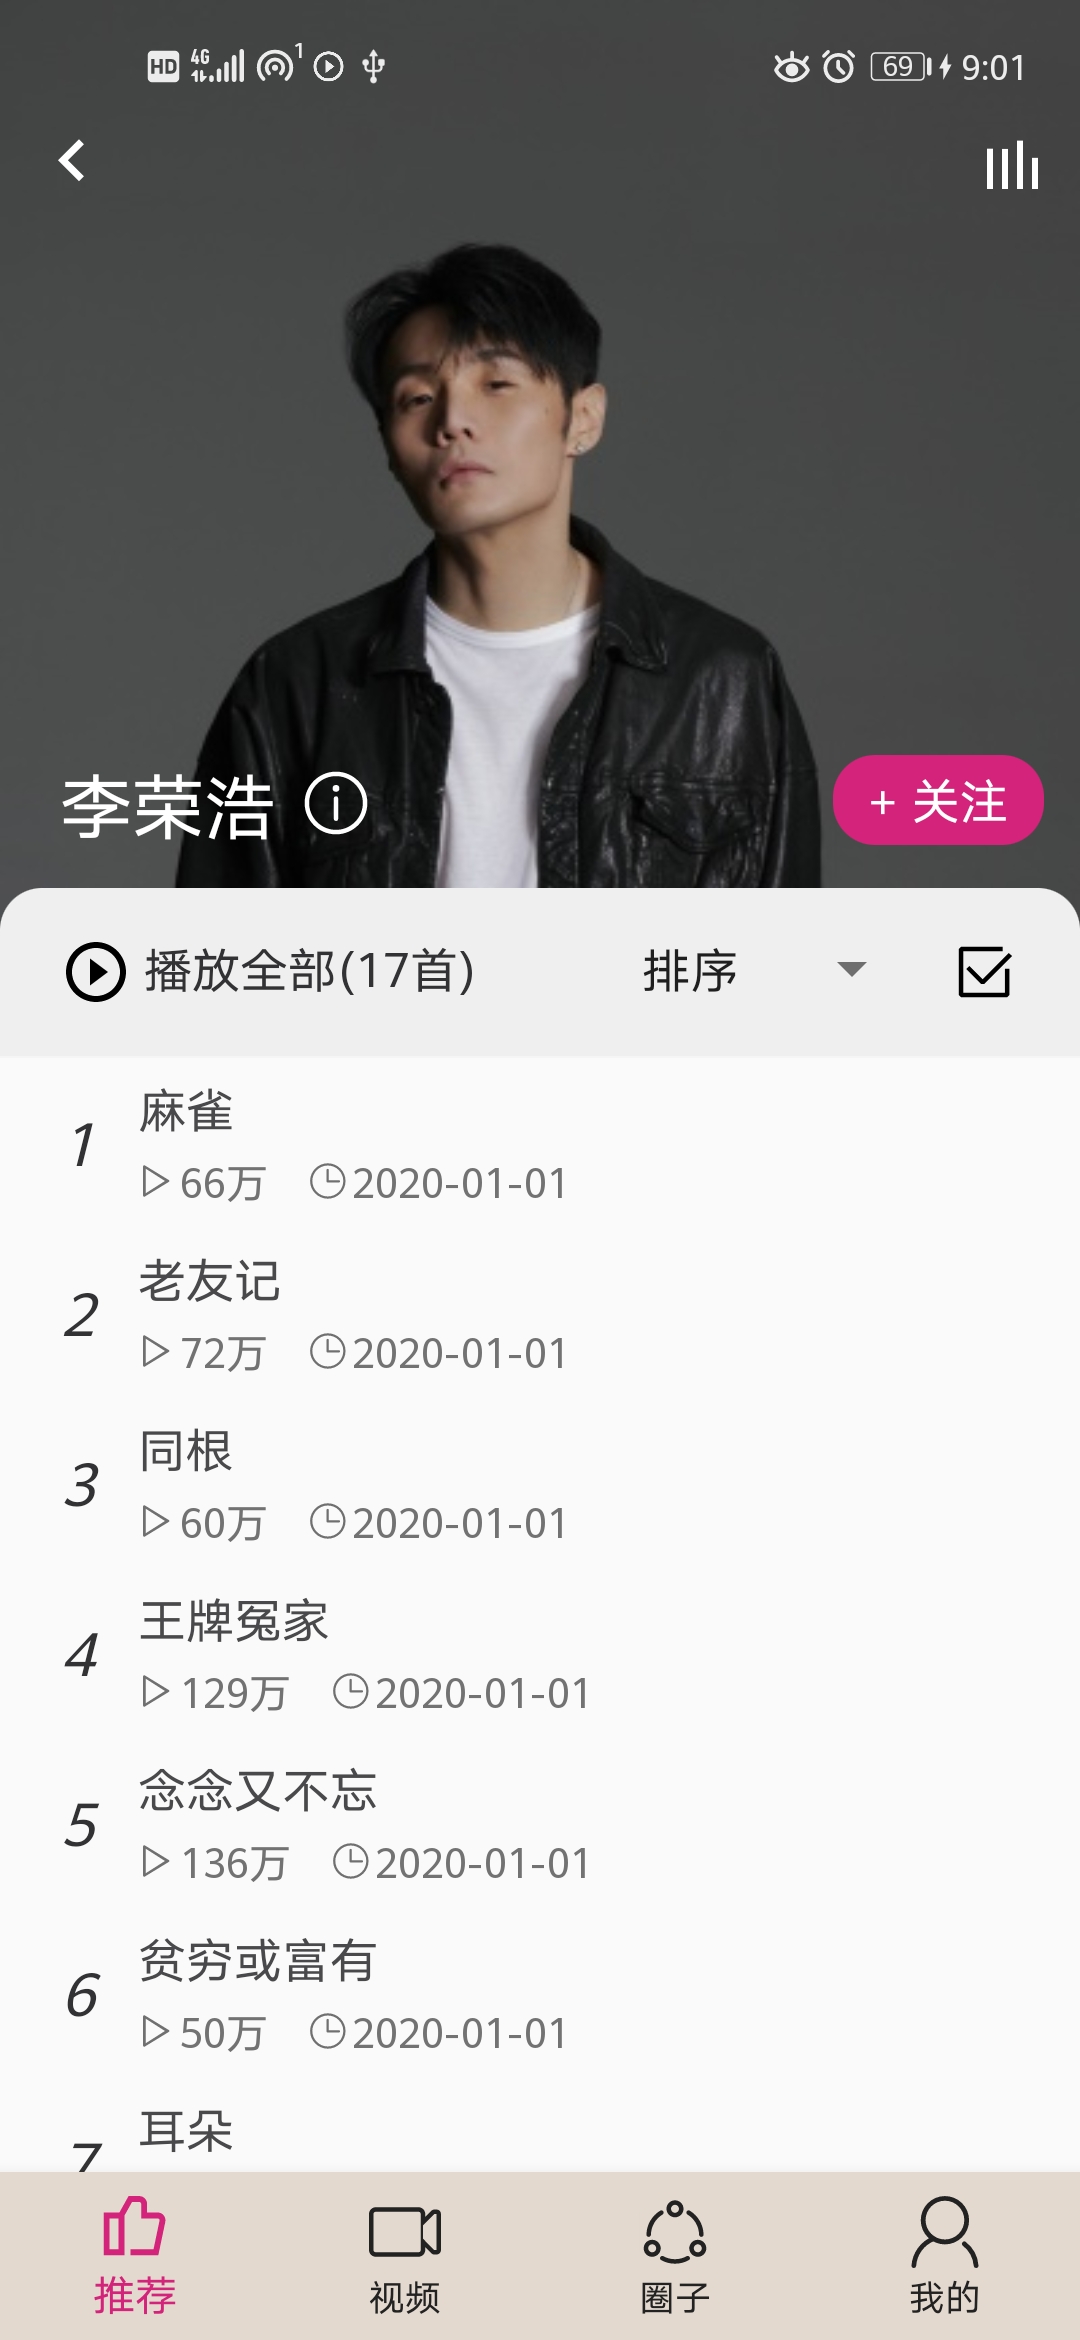 HD 4G 1 69 9:01
李荣浩
+ 关注
播放全部(17首) 排序
1 麻雀
66万 2020-01-01
2 老友记
72万 2020-01-01
3 同根
60万 2020-01-01
4 王牌冤家
129万 2020-01-01
5 念念又不忘
136万 2020-01-01
6 贫穷或富有
50万 2020-01-01
7 耳朵
推荐 视频 圈子 我的